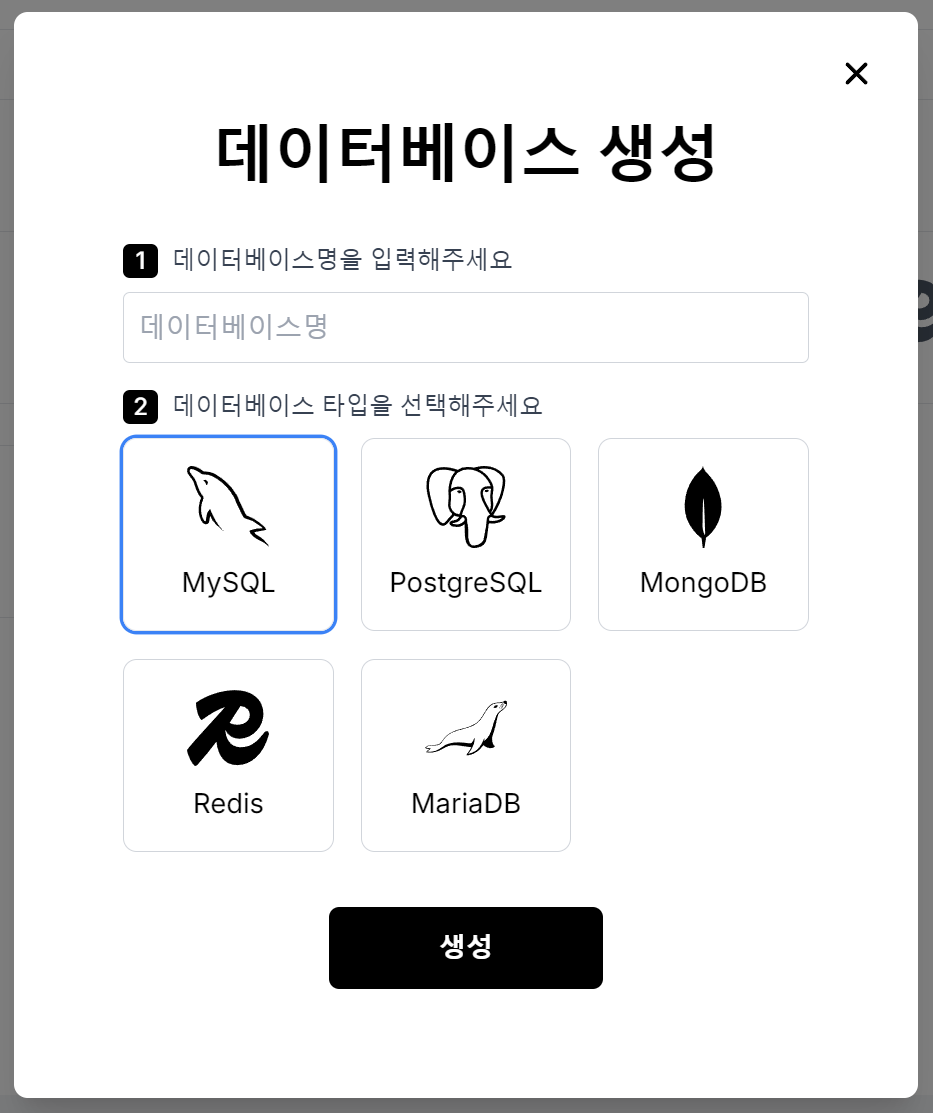 데이터베이스 생성
1 데이터베이스명을 입력해주세요
데이터베이스명
2 데이터베이스 타입을 선택해주세요
MySQL PostgreSQL MongoDB
Redis MariaDB
생성